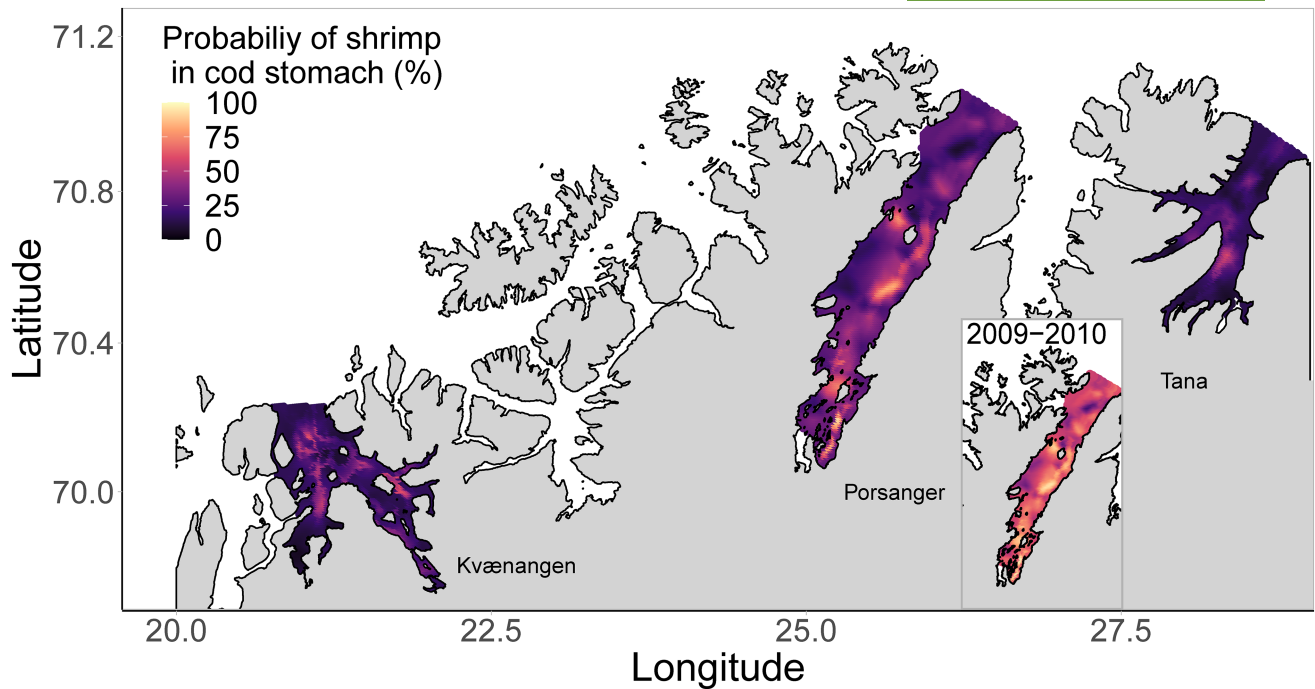 Probabiliy of shrimp
in cod stomach (%)
100
75
50
25
0
71.2
70.8
70.4
70.0
Latitude
2009−2010
Tana
Porsanger
Kvænangen
20.0
22.5
25.0
27.5
Longitude